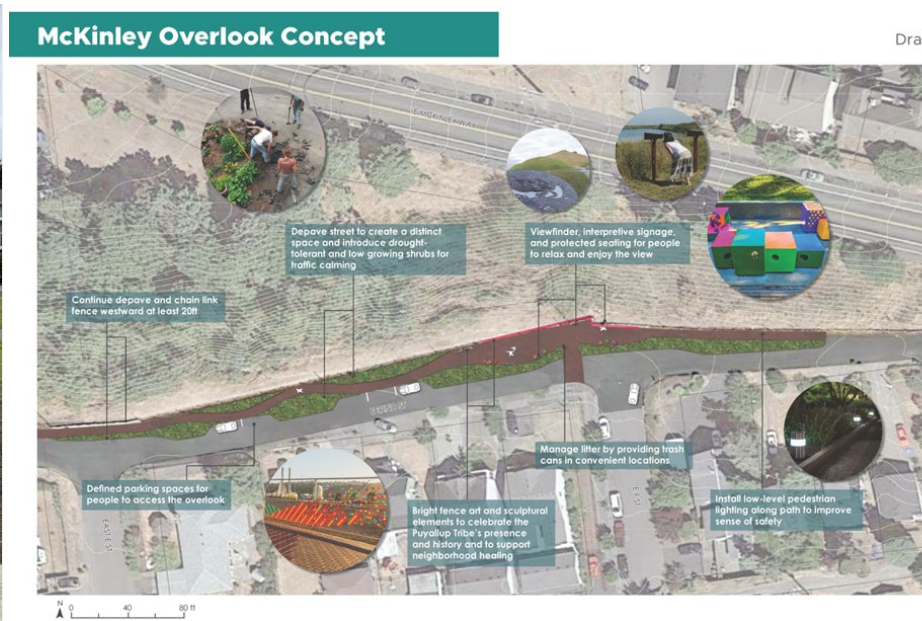 McKinley Overlook Concept
Dra
E MCKINLEY WAY
Depave street to create a distinct
space and introduce drought-
tolerant and low growing shrubs for
traffic calming
Viewfinder, interpretive signage,
and protected seating for people
to relax and enjoy the view
Continue depave and chain link
fence westward at least 20ft
Manage litter by providing trash
cans in convenient locations
Defined parking spaces for
people to access the overlook
Bright fence art and sculptural
elements to celebrate the
Puyallup Tribe's presence
and history and to support
neighborhood healing
Install low-level pedestrian
lighting along path to improve
sense of safety
EAST E ST
E E ST
N
0 40 80 ft